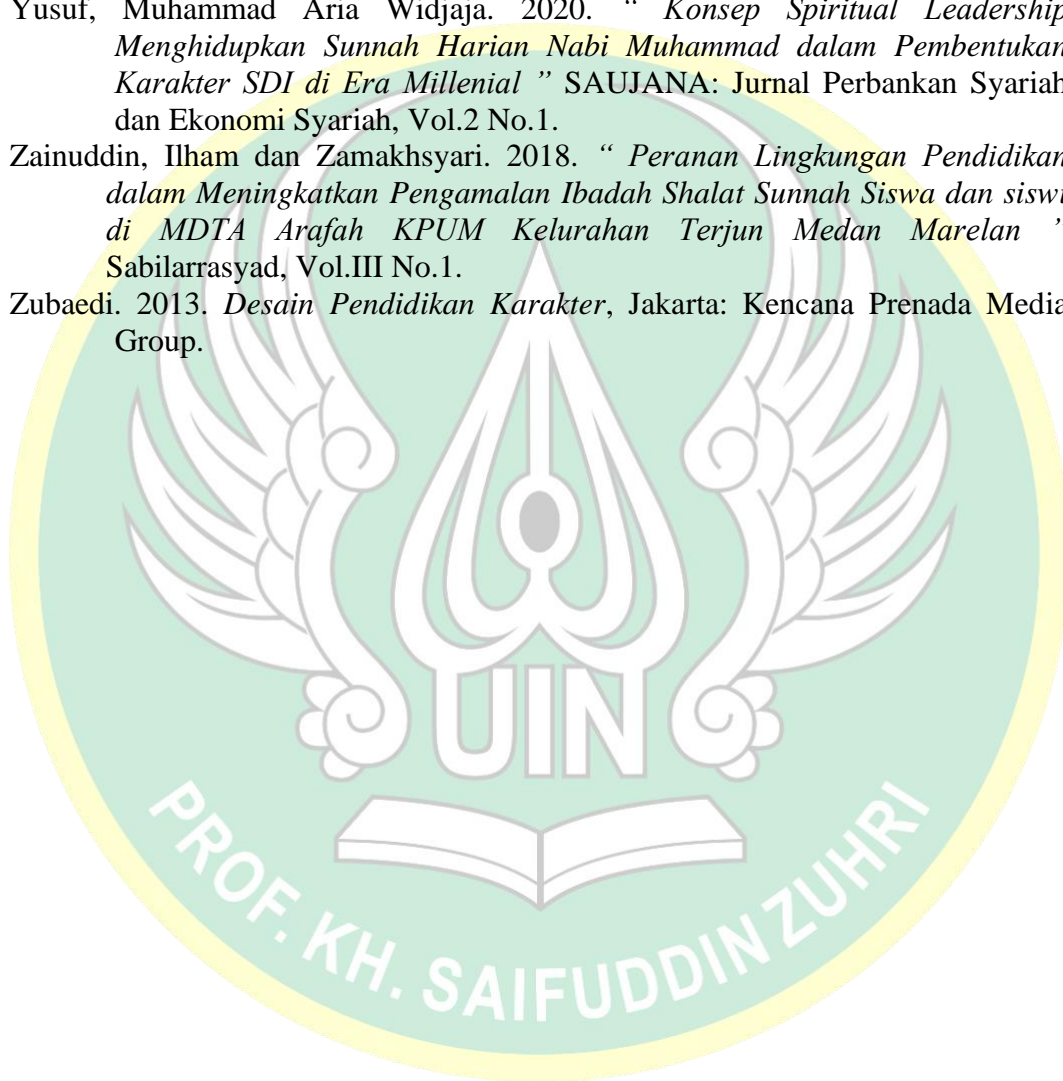 Yusuf, Muhammad Aria Widjaja. 2020. “ Konsep Spiritual Leadership
Menghidupkan Sunnah Harian Nabi Muhammad dalam Pembentukan
Karakter SDI di Era Millenial ” SAUJANA: Jurnal Perbankan Syariah
dan Ekonomi Syariah, Vol.2 No.1.
Zainuddin, Ilham dan Zamakhsyari. 2018. “ Peranan Lingkungan Pendidikan
dalam Meningkatkan Pengamalan Ibadah Shalat Sunnah Siswa dan siswi
di MDTA Arafah KPUM Kelurahan Terjun Medan Marelan ”
Sabilarrasyad, Vol.III No.1.
Zubaedi. 2013. Desain Pendidikan Karakter, Jakarta: Kencana Prenada Media
Group.
UIN
PROF. KH. SAIFUDDIN ZUHRI